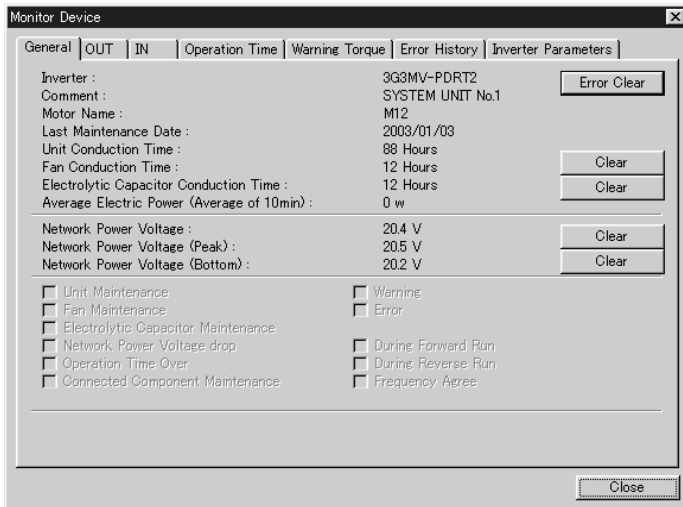 Monitor Device
General OUT IN Operation Time Warning Torque Error History Inverter Parameters
Inverter : 3G3MV-PDRT2 Error Clear
Comment : SYSTEM UNIT No.1
Motor Name : M12
Last Maintenance Date : 2003/01/03
Unit Conduction Time : 88 Hours
Fan Conduction Time : 12 Hours Clear
Electrolytic Capacitor Conduction Time : 12 Hours Clear
Average Electric Power (Average of 10min) : 0 w
Network Power Voltage : 20.4 V Clear
Network Power Voltage (Peak) : 20.5 V
Network Power Voltage (Bottom) : 20.2 V Clear
Unit Maintenance Warning
Fan Maintenance Error
Electrolytic Capacitor Maintenance
Network Power Voltage drop During Forward Run
Operation Time Over During Reverse Run
Connected Component Maintenance Frequency Agree
Close